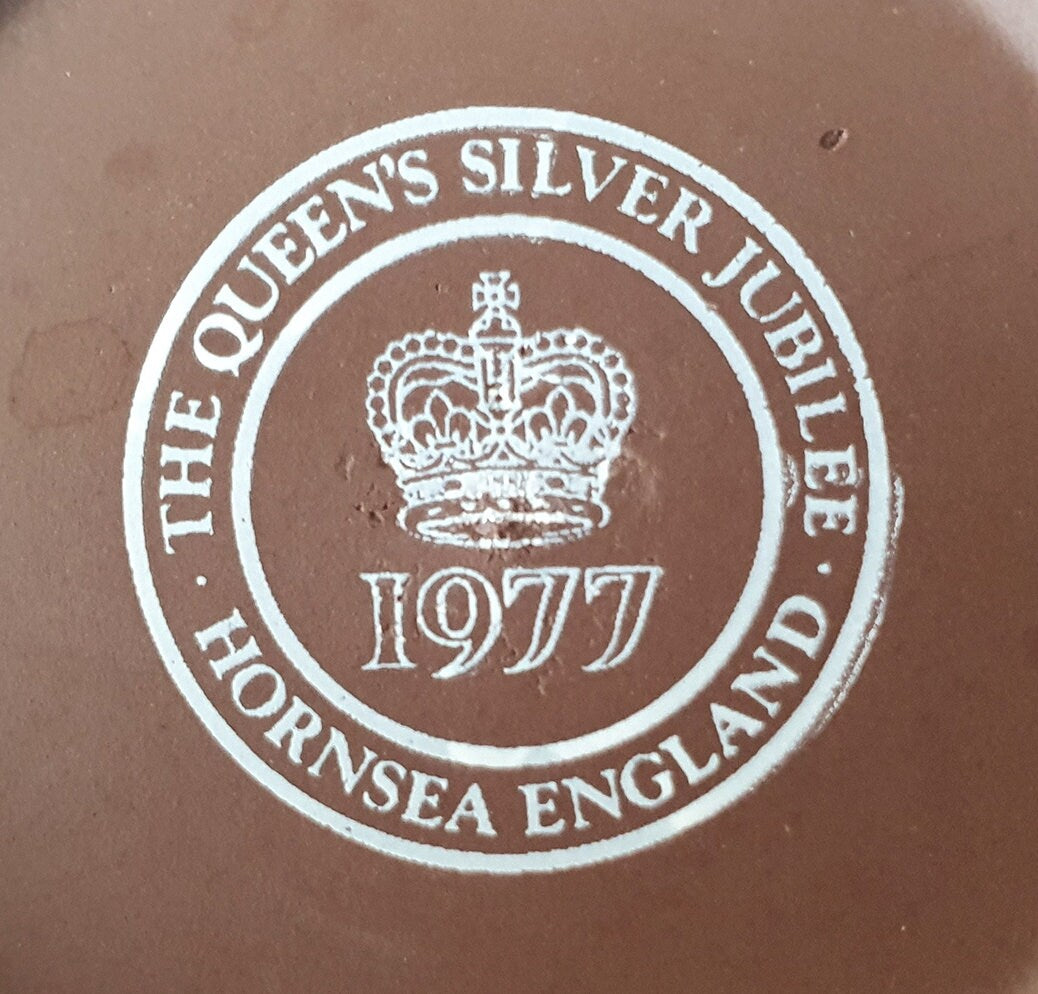 THE QUEEN'S SILVER JUBILEE
1977
· HORNSEA ENGLAND ·